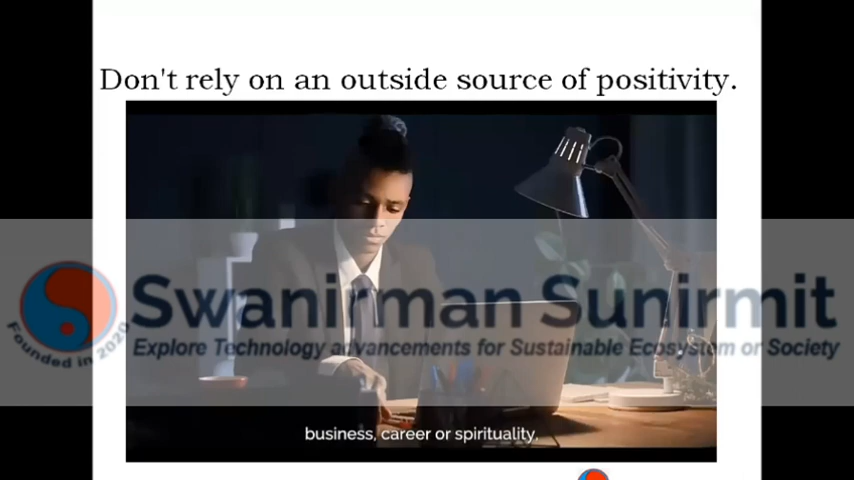 Don't rely on an outside source of positivity.
Swanirman Sunirmit
Explore Technology advancements for Sustainable Ecosystem or Society
Founded in 2020
business, career or spirituality,